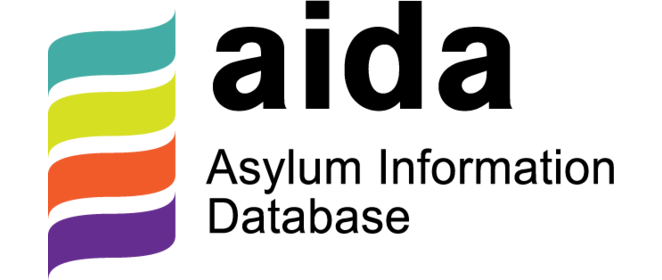 aida
Asylum Information
Database